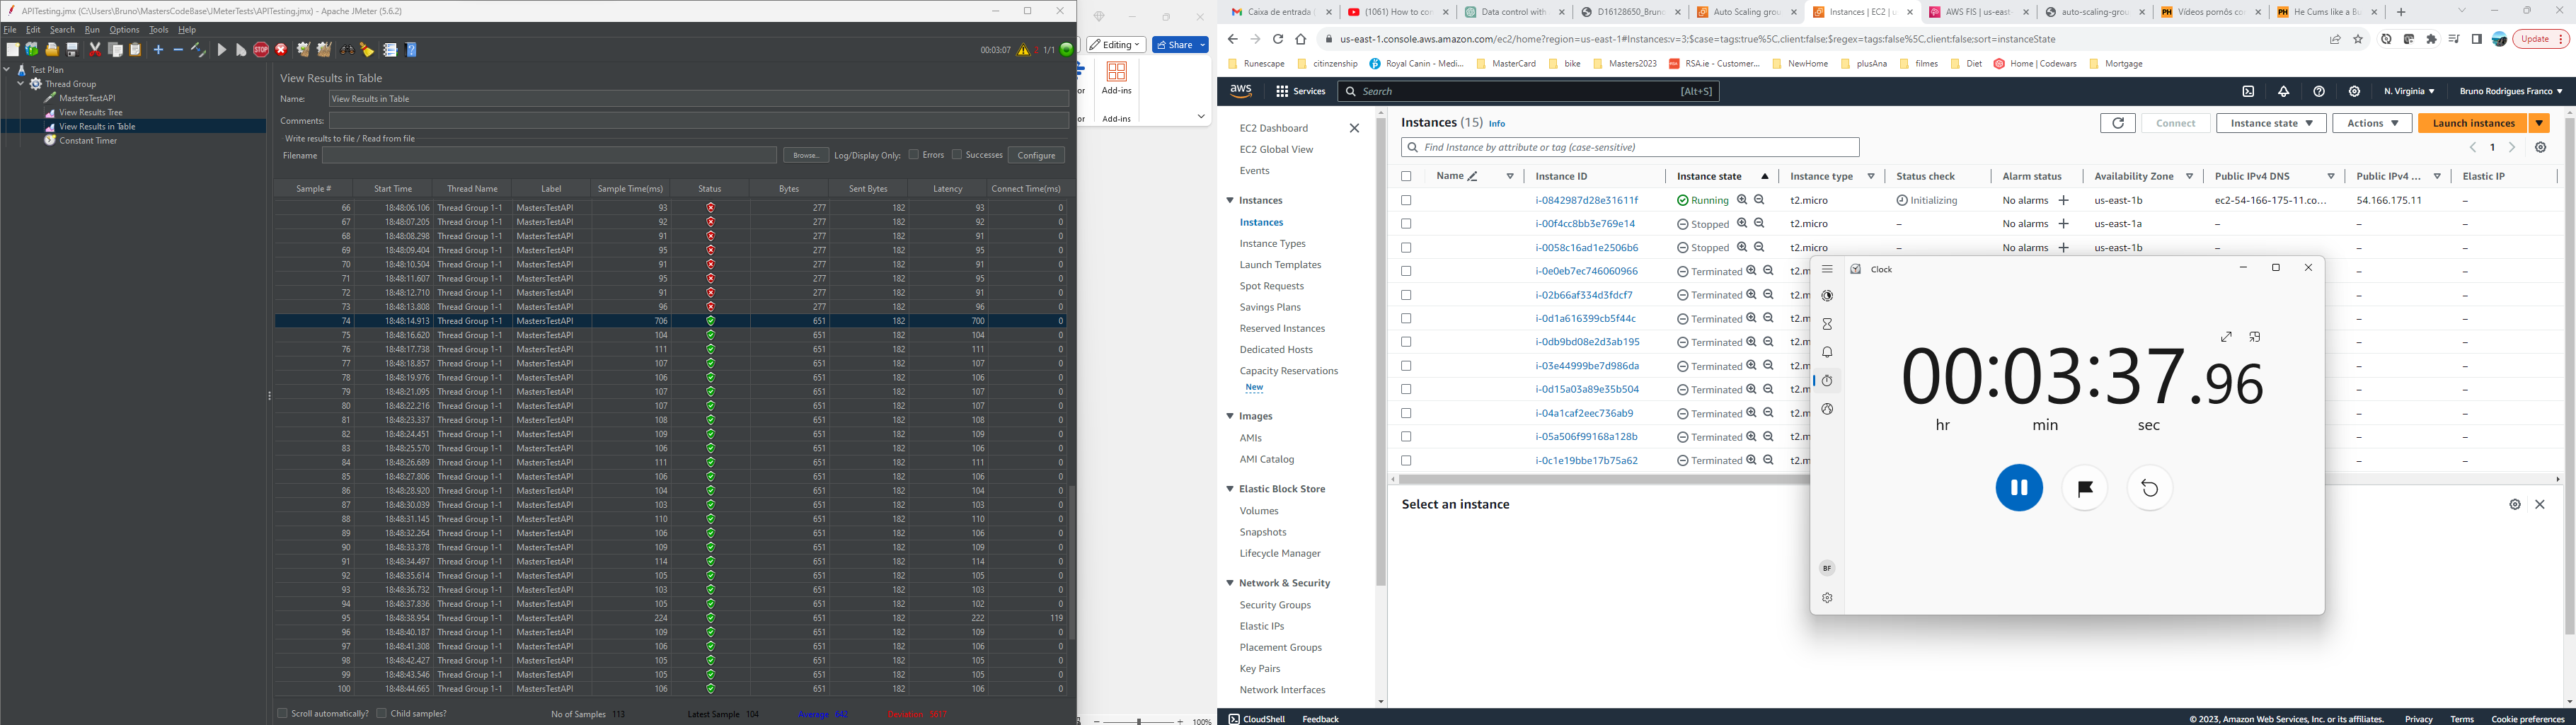 APITesting.jmx (C:\Users\Bruno\MastersCodeBase\JMeterTests\APITesting.jmx) - Apache JMeter (5.6.2)
File Edit Search Run Options Tools Help
00:03:07 2 1/1
Test Plan
Thread Group
MastersTestAPI
View Results Tree
View Results in Table
Constant Timer
View Results in Table
Name: View Results in Table
Comments:
Write results to file / Read from file
Filename Browse... Log/Display Only: Errors Successes Configure
Sample # Start Time Thread Name Label Sample Time(ms) Status Bytes Sent Bytes Latency Connect Time(ms)
66 18:48:06.106 Thread Group 1-1 MastersTestAPI 93 277 182 93 0
67 18:48:07.205 Thread Group 1-1 MastersTestAPI 92 277 182 92 0
68 18:48:08.298 Thread Group 1-1 MastersTestAPI 91 277 182 91 0
69 18:48:09.404 Thread Group 1-1 MastersTestAPI 95 277 182 95 0
70 18:48:10.504 Thread Group 1-1 MastersTestAPI 91 277 182 91 0
71 18:48:11.607 Thread Group 1-1 MastersTestAPI 95 277 182 95 0
72 18:48:12.710 Thread Group 1-1 MastersTestAPI 91 277 182 91 0
73 18:48:13.808 Thread Group 1-1 MastersTestAPI 96 277 182 96 0
74 18:48:14.913 Thread Group 1-1 MastersTestAPI 706 651 182 700 0
75 18:48:16.620 Thread Group 1-1 MastersTestAPI 104 651 182 104 0
76 18:48:17.738 Thread Group 1-1 MastersTestAPI 111 651 182 111 0
77 18:48:18.857 Thread Group 1-1 MastersTestAPI 107 651 182 107 0
78 18:48:19.976 Thread Group 1-1 MastersTestAPI 106 651 182 106 0
79 18:48:21.095 Thread Group 1-1 MastersTestAPI 107 651 182 107 0
80 18:48:22.216 Thread Group 1-1 MastersTestAPI 107 651 182 107 0
81 18:48:23.337 Thread Group 1-1 MastersTestAPI 108 651 182 108 0
82 18:48:24.451 Thread Group 1-1 MastersTestAPI 109 651 182 109 0
83 18:48:25.570 Thread Group 1-1 MastersTestAPI 106 651 182 106 0
84 18:48:26.689 Thread Group 1-1 MastersTestAPI 111 651 182 111 0
85 18:48:27.806 Thread Group 1-1 MastersTestAPI 106 651 182 106 0
86 18:48:28.920 Thread Group 1-1 MastersTestAPI 104 651 182 104 0
87 18:48:30.039 Thread Group 1-1 MastersTestAPI 103 651 182 103 0
88 18:48:31.145 Thread Group 1-1 MastersTestAPI 110 651 182 110 0
89 18:48:32.264 Thread Group 1-1 MastersTestAPI 106 651 182 106 0
90 18:48:33.378 Thread Group 1-1 MastersTestAPI 109 651 182 109 0
91 18:48:34.497 Thread Group 1-1 MastersTestAPI 114 651 182 114 0
92 18:48:35.614 Thread Group 1-1 MastersTestAPI 105 651 182 105 0
93 18:48:36.732 Thread Group 1-1 MastersTestAPI 103 651 182 103 0
94 18:48:37.836 Thread Group 1-1 MastersTestAPI 105 651 182 102 0
95 18:48:38.954 Thread Group 1-1 MastersTestAPI 224 651 182 222 119
96 18:48:40.187 Thread Group 1-1 MastersTestAPI 109 651 182 109 0
97 18:48:41.308 Thread Group 1-1 MastersTestAPI 106 651 182 106 0
98 18:48:42.427 Thread Group 1-1 MastersTestAPI 105 651 182 105 0
99 18:48:43.546 Thread Group 1-1 MastersTestAPI 105 651 182 105 0
100 18:48:44.665 Thread Group 1-1 MastersTestAPI 106 651 182 106 0
Scroll automatically? Child samples? No of Samples 113 Latest Sample 104 Average 642 Deviation 5617
Editing Share
or Add-ins
or Add-ins
100%
Caixa de entrada (1061) How to con Data control with D16128650_Bruno Auto Scaling grou Instances | EC2 | u AWS FIS | us-east- auto-scaling-grou Vídeos pornôs co He Cums like a Bu
us-east-1.console.aws.amazon.com/ec2/home?region=us-east-1#Instances:v=3;$case=tags:true%5C,client:false;$regex=tags:false%5C,client:false;sort=instanceState Update
Runescape citizenship Royal Canin - Medi... MasterCard bike Masters2023 RSA.ie - Customer... NewHome plusAna filmes Diet Home | Codewars Mortgage
aws Services Search [Alt+S] N. Virginia Bruno Rodrigues Franco
EC2 Dashboard
EC2 Global View
Events
Instances
Instances
Instance Types
Launch Templates
Spot Requests
Savings Plans
Reserved Instances
Dedicated Hosts
Capacity Reservations
New
Images
AMIs
AMI Catalog
Elastic Block Store
Volumes
Snapshots
Lifecycle Manager
Network & Security
Security Groups
Elastic IPs
Placement Groups
Key Pairs
Network Interfaces
Instances (15) Info Connect Instance state Actions Launch instances
Find Instance by attribute or tag (case-sensitive) 1
Name Instance ID Instance state Instance type Status check Alarm status Availability Zone Public IPv4 DNS Public IPv4 ... Elastic IP
i-0842987d28e31611f Running t2.micro Initializing No alarms + us-east-1b ec2-54-166-175-11.co... 54.166.175.11 –
i-00f4cc8bb3e769e14 Stopped t2.micro – No alarms + us-east-1a – – –
i-0058c16ad1e2506b6 Stopped t2.micro – No alarms + us-east-1b – – –
i-0e0eb7ec746060966 Terminated t2.m – –
i-02b66af334d3fdcf7 Terminated t2.m – –
i-0d1a616399cb5f44c Terminated t2.m – –
i-0db9bd08e2d3ab195 Terminated t2.m – –
i-03e44999be7d986da Terminated t2.m – –
i-0d15a03a89e35b504 Terminated t2.m – –
i-04a1caf2eec736ab9 Terminated t2.m – –
i-05a506f99168a128b Terminated t2.m – –
i-0c1e19bbe17b75a62 Terminated t2.m – –
Select an instance
Clock
00:03:37.96
hr min sec
BF
CloudShell Feedback © 2023, Amazon Web Services, Inc. or its affiliates. Privacy Terms Cookie preferences